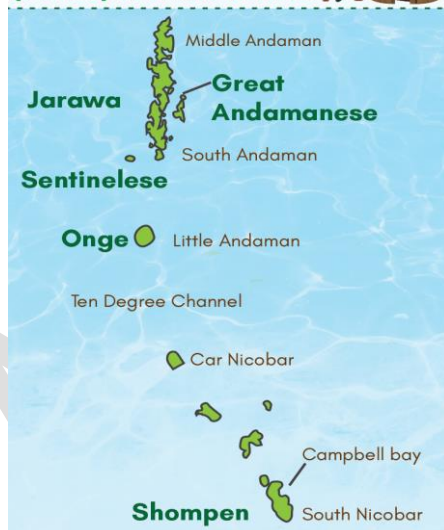 Middle Andaman
Great
Andamanese
Jarawa
South Andaman
Sentinelese
Onge
Little Andaman
Ten Degree Channel
Car Nicobar
Campbell bay
Shompen
South Nicobar